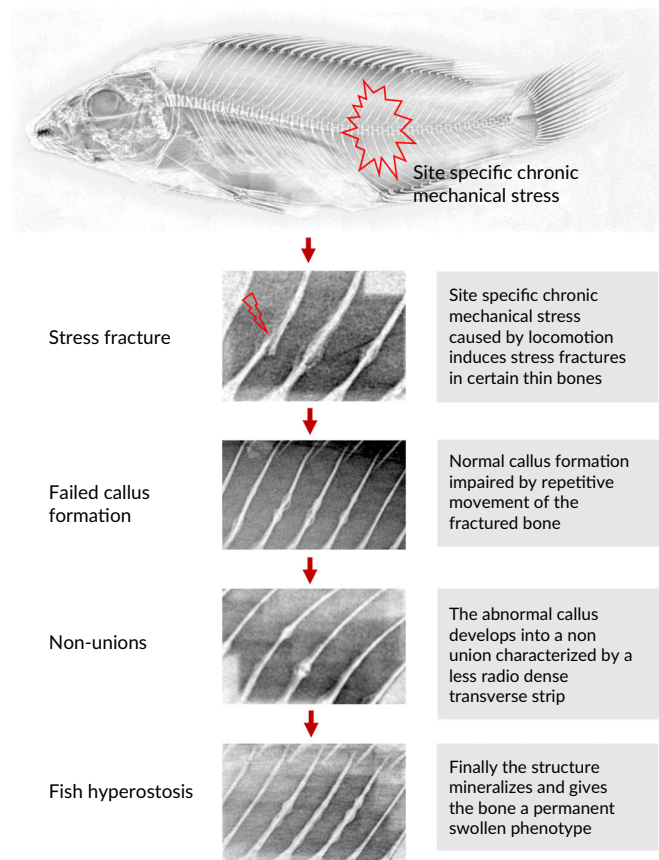 Site specific chronic
mechanical stress
Stress fracture
Site specific chronic
mechanical stress
caused by locomotion
induces stress fractures
in certain thin bones
Failed callus
formation
Normal callus formation
impaired by repetitive
movement of the
fractured bone
Non-unions
The abnormal callus
develops into a non
union characterized by a
less radio dense
transverse strip
Fish hyperostosis
Finally the structure
mineralizes and gives
the bone a permanent
swollen phenotype